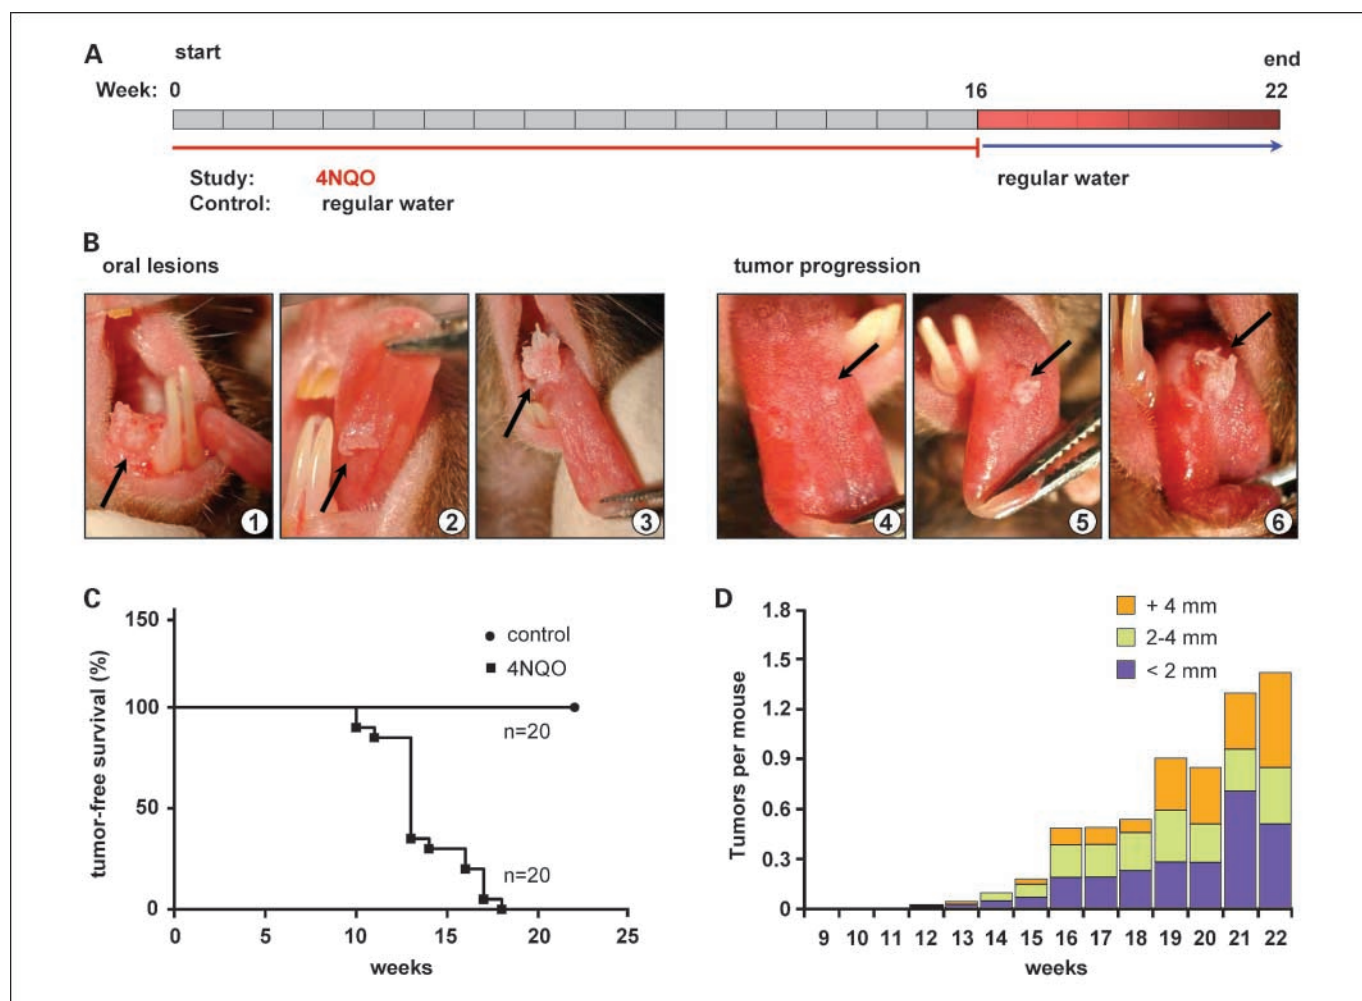 A
start
end
Week: 0 16 22
Study: 4NQO
Control: regular water
regular water
B
oral lesions
tumor progression
1 2 3 4 5 6
C
tumor-free survival (%)
150
100
50
0
control
4NQO
n=20
n=20
0 5 10 15 20 25
weeks
D
Tumors per mouse
1.8
1.5
1.2
0.9
0.6
0.3
0
+ 4 mm
2-4 mm
< 2 mm
9 10 11 12 13 14 15 16 17 18 19 20 21 22
weeks